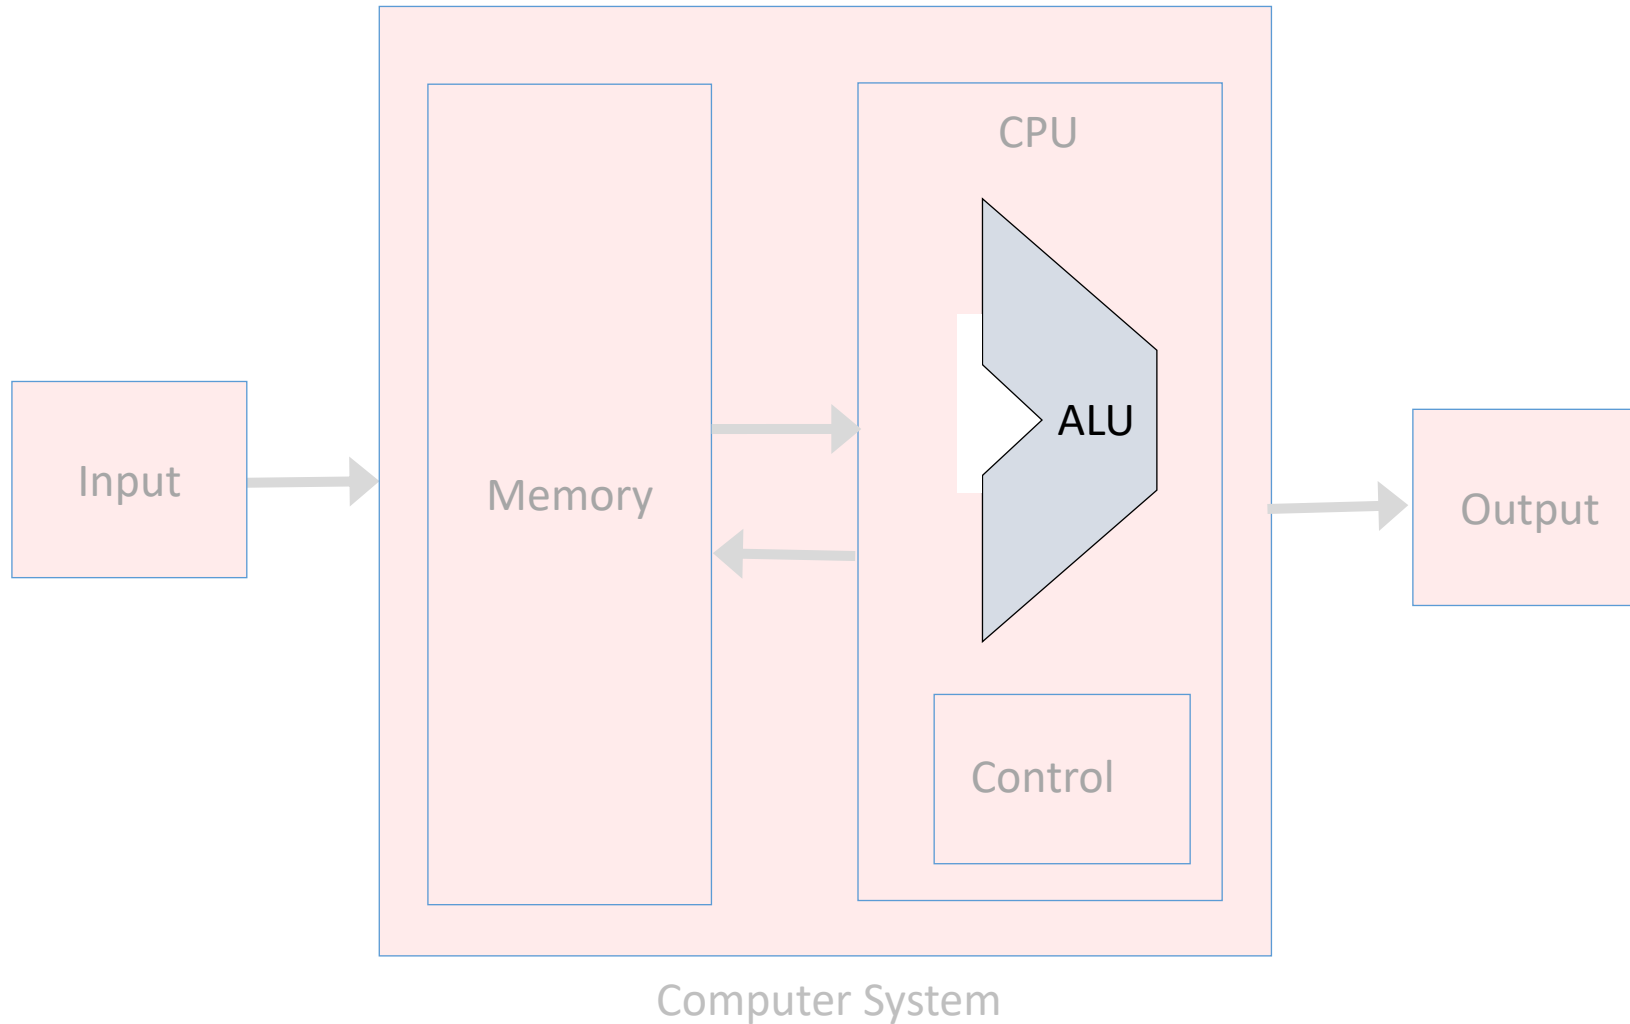 CPU
ALU
Input
Memory
Output
Control
Computer System